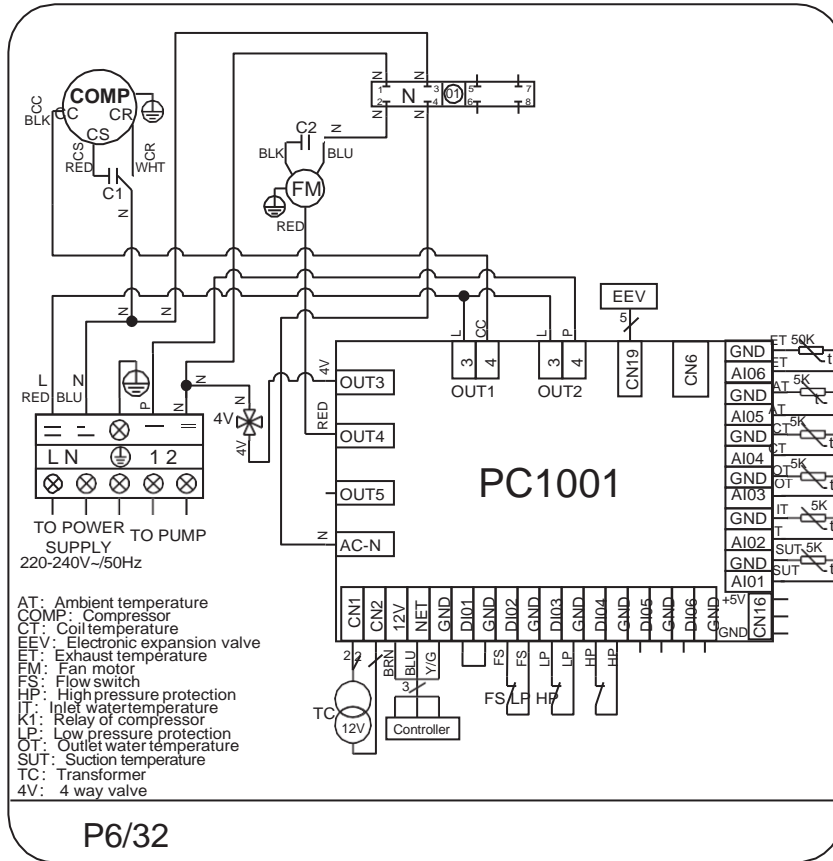 N N
1 3 5 7
N 01
2 4 6 8
N N
COMP
CC CR
CS
CC
BLK
CS
RED
CR
WHT
C1
N
C2
N
BLK BLU
FM
RED
N N N
L N P N
RED BLU
N
4V
4V
L N 1 2
TO POWER
SUPPLY
220-240V~/50Hz
TO PUMP
L CC
3 4
OUT1
L P
3 4
OUT2
EEV
5
CN19
CN6
4V
OUT3
RED
OUT4
OUT5
N
AC-N
PC1001
GND
AI06
GND
AI05
GND
AI04
GND
AI03
GND
AI02
GND
AI01
ET 50K
ET t
AT 5K
AT t
CT 5K
CT t
OT 5K
OT t
IT 5K
T t
SUT 5K
SUT t
+5V
GND
CN16
CN1 CN2 12V NET GND DI01 GND DI02 GND DI03 GND DI04 GND DI05 GND DI06 GND
2 2
BRN BLU Y/G
3
FS FS LP LP HP HP
FS LP HP
TC
12V
Controller
AT: Ambient temperature
COMP: Compressor
CT: Coil temperature
EEV: Electronic expansion valve
ET: Exhaust temperature
FM: Fan motor
FS: Flow switch
HP: High pressure protection
IT: Inlet water temperature
K1: Relay of compressor
LP: Low pressure protection
OT: Outlet water temperature
SUT: Suction temperature
TC: Transformer
4V: 4 way valve
P6/32